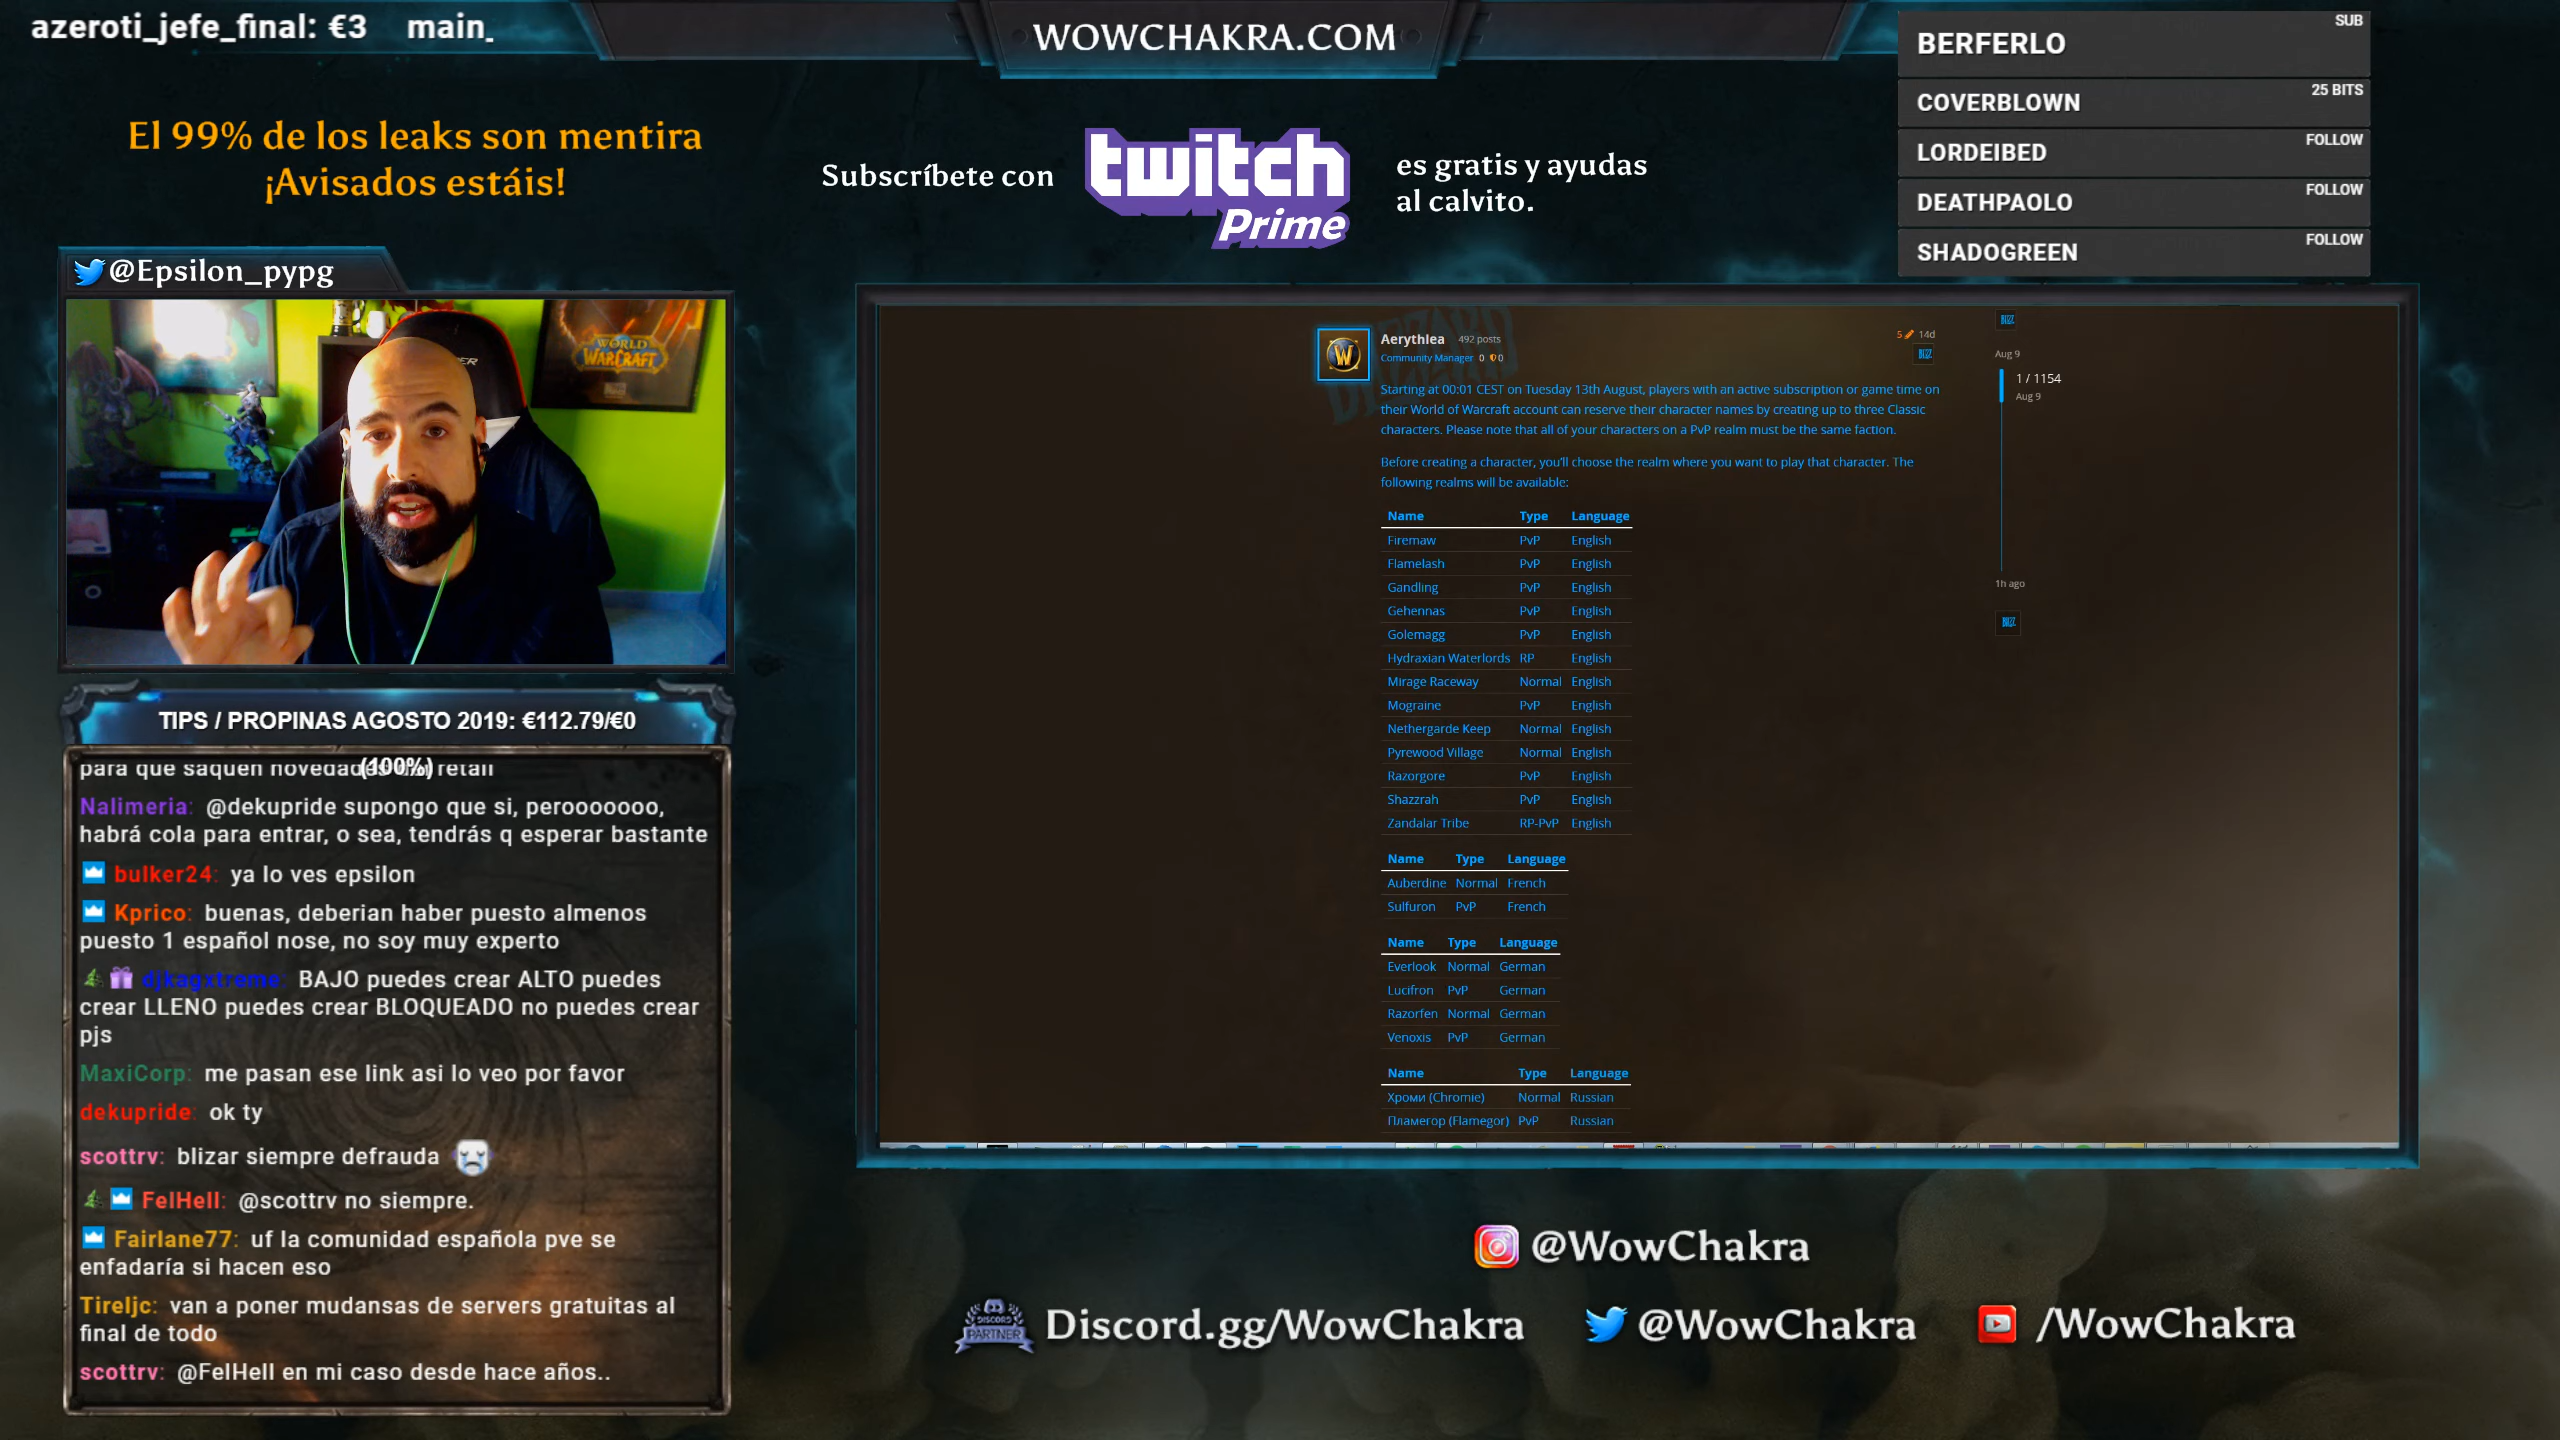 azeroti_jefe_final: €3 main_
WOWCHAKRA.COM
El 99% de los leaks son mentira
¡Avisados estáis!
Subscríbete con
twitch
Prime
es gratis y ayudas
al calvito.
BERFERLO SUB
COVERBLOWN 25 BITS
LORDEIBED FOLLOW
DEATHPAOLO FOLLOW
SHADOGREEN FOLLOW
@Epsilon_pypg
WORLD
WARCRAFT
TIPS / PROPINAS AGOSTO 2019: €112.79/€0
(100%)
para que saquen novedades retail
Nalimeria: @dekupride supongo que si, perooooooo,
habrá cola para entrar, o sea, tendrás q esperar bastante
bulker24: ya lo ves epsilon
Kprico: buenas, deberian haber puesto almenos
puesto 1 español nose, no soy muy experto
djkagxtreme: BAJO puedes crear ALTO puedes
crear LLENO puedes crear BLOQUEADO no puedes crear
pjs
MaxiCorp: me pasan ese link asi lo veo por favor
dekupride: ok ty
scottrv: blizar siempre defrauda
FelHell: @scottrv no siempre.
Fairlane77: uf la comunidad española pve se
enfadaría si hacen eso
Tireljc: van a poner mudansas de servers gratuitas al
final de todo
scottrv: @FelHell en mi caso desde hace años..
Aerythlea 492 posts
Community Manager 0 0
5 14d
Starting at 00:01 CEST on Tuesday 13th August, players with an active subscription or game time on
their World of Warcraft account can reserve their character names by creating up to three Classic
characters. Please note that all of your characters on a PvP realm must be the same faction.
Before creating a character, you'll choose the realm where you want to play that character. The
following realms will be available:
Name Type Language
Firemaw PvP English
Flamelash PvP English
Gandling PvP English
Gehennas PvP English
Golemagg PvP English
Hydraxian Waterlords RP English
Mirage Raceway Normal English
Mograine PvP English
Nethergarde Keep Normal English
Pyrewood Village Normal English
Razorgore PvP English
Shazzrah PvP English
Zandalar Tribe RP-PvP English
Name Type Language
Auberdine Normal French
Sulfuron PvP French
Name Type Language
Everlook Normal German
Lucifron PvP German
Razorfen Normal German
Venoxis PvP German
Name Type Language
Хроми (Chromie) Normal Russian
Пламегор (Flamegor) PvP Russian
BLIZZ
Aug 9
1 / 1154
Aug 9
1h ago
BLIZZ
@WowChakra
DISCORD
PARTNER
Discord.gg/WowChakra
@WowChakra
/WowChakra